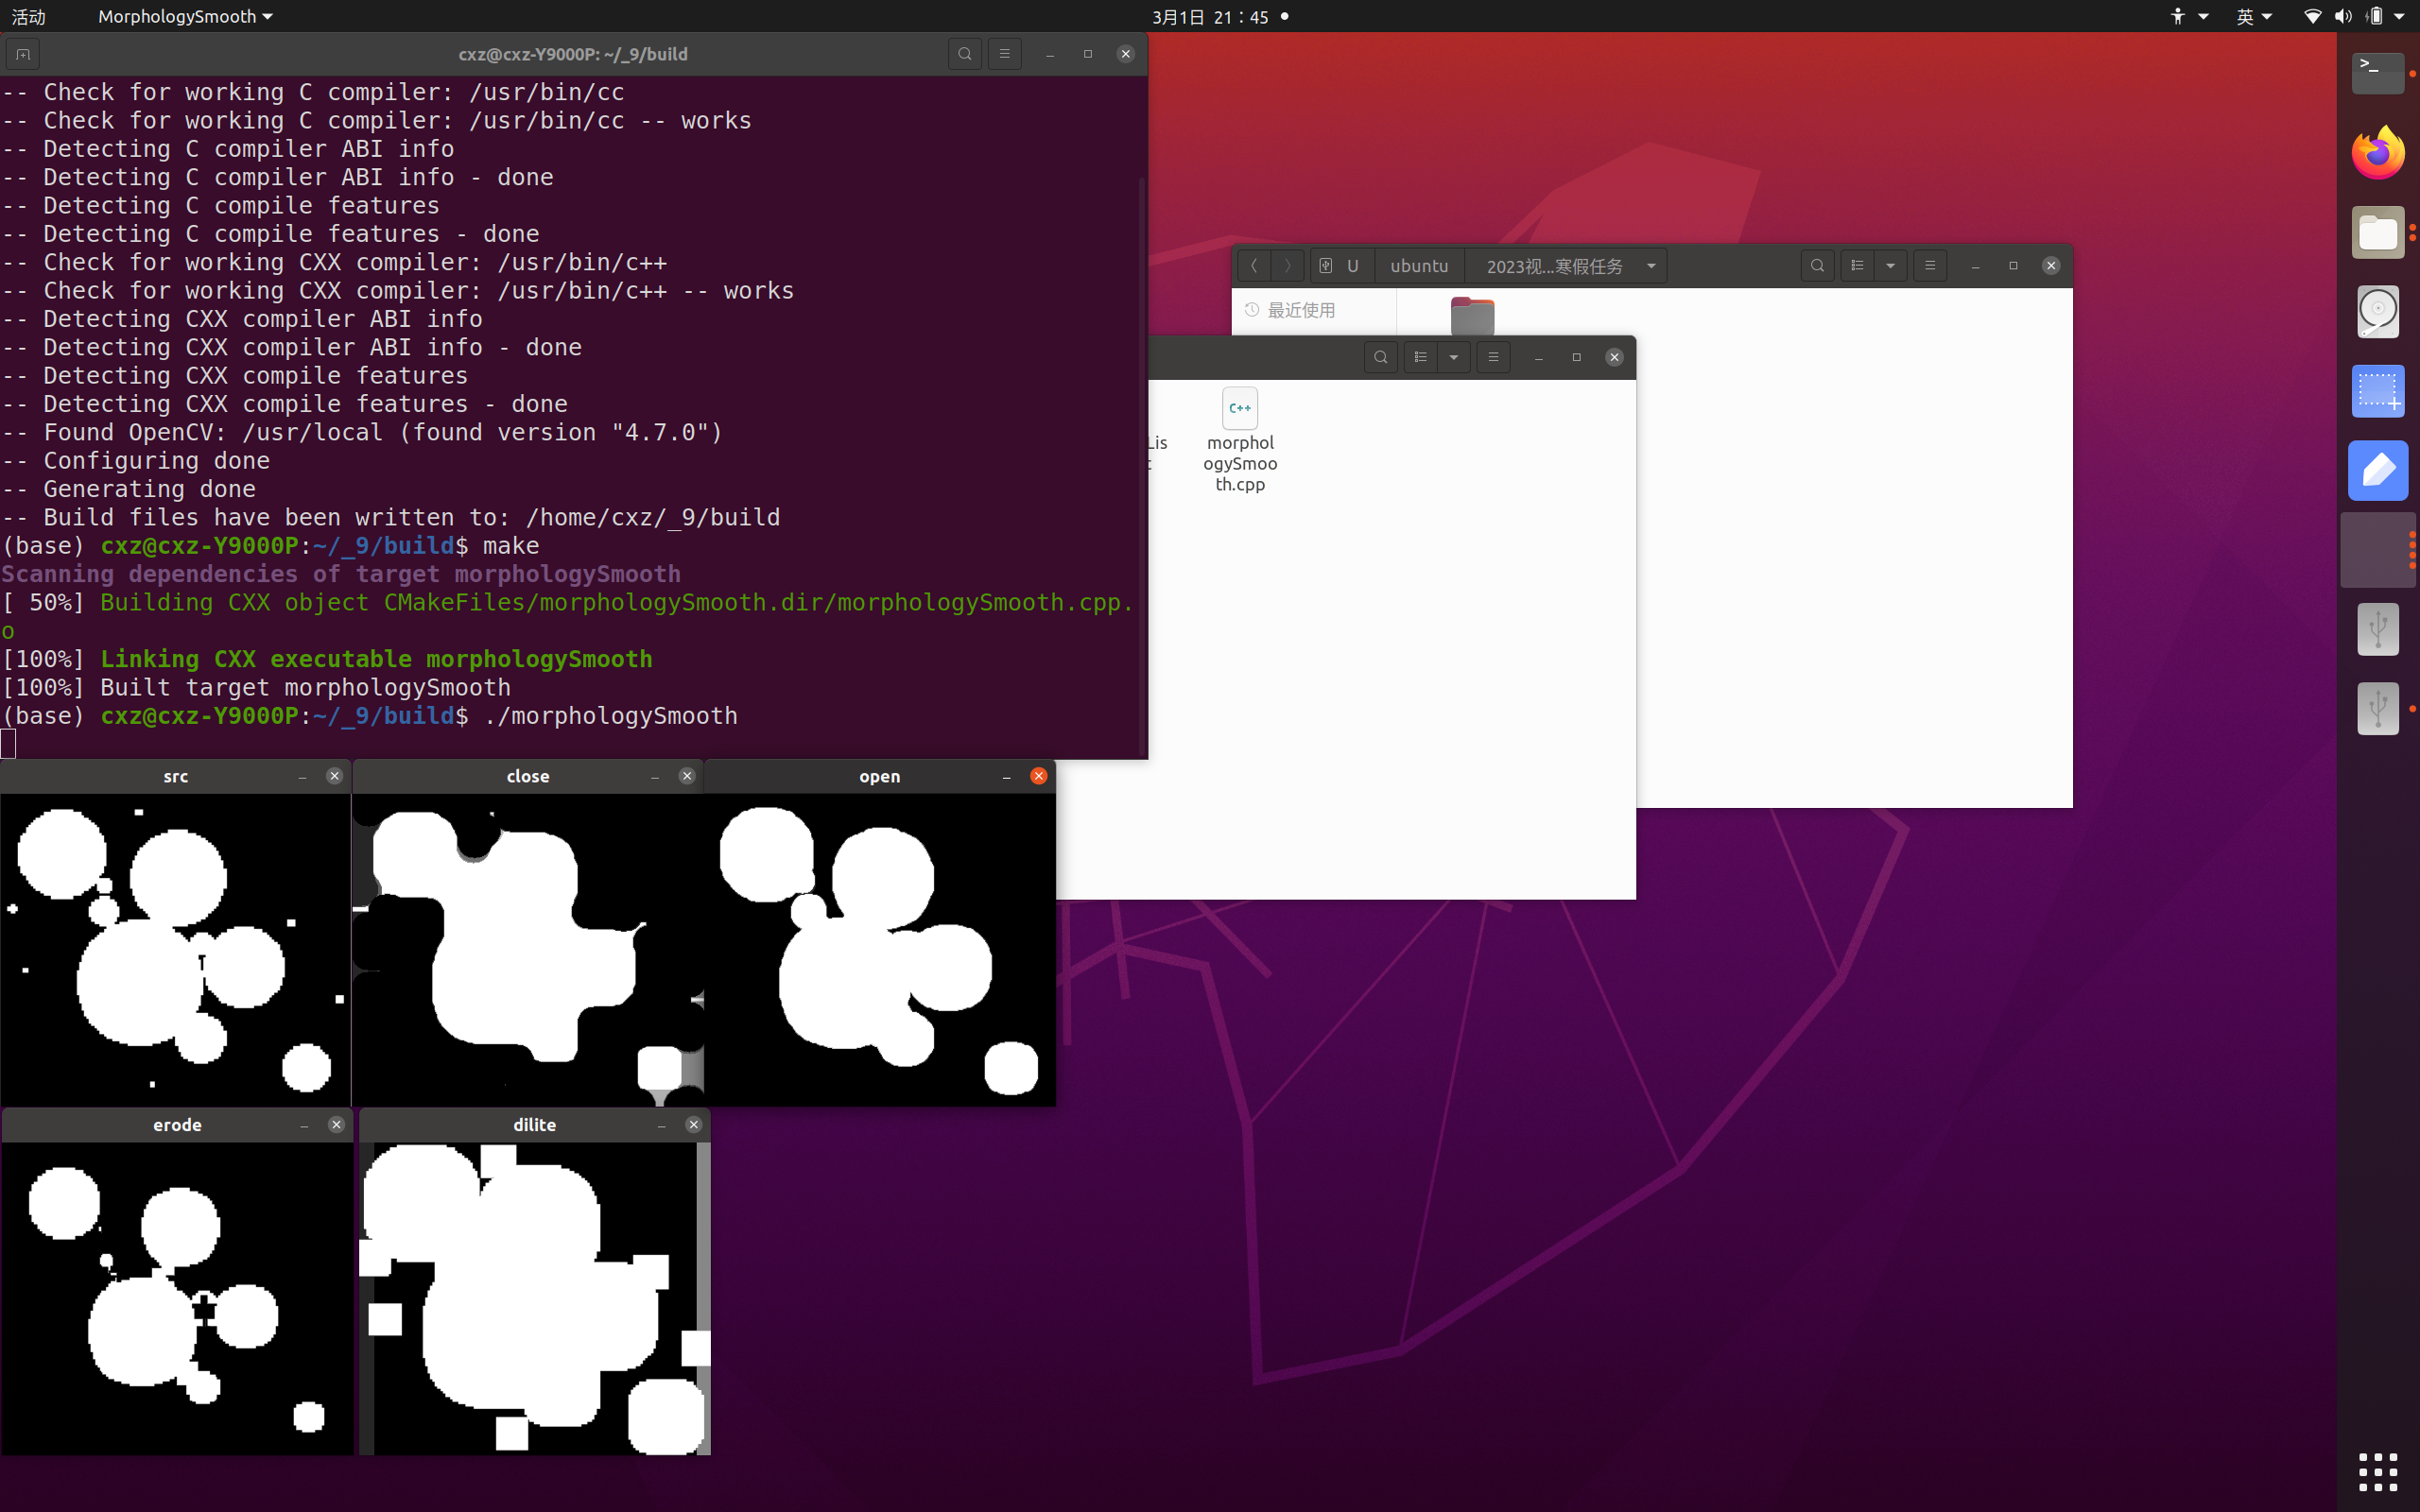 活动 MorphologySmooth 3月1日 21：45 英
cxz@cxz-Y9000P: ~/_9/build
-- Check for working C compiler: /usr/bin/cc
-- Check for working C compiler: /usr/bin/cc -- works
-- Detecting C compiler ABI info
-- Detecting C compiler ABI info - done
-- Detecting C compile features
-- Detecting C compile features - done
-- Check for working CXX compiler: /usr/bin/c++
-- Check for working CXX compiler: /usr/bin/c++ -- works
-- Detecting CXX compiler ABI info
-- Detecting CXX compiler ABI info - done
-- Detecting CXX compile features
-- Detecting CXX compile features - done
-- Found OpenCV: /usr/local (found version "4.7.0")
-- Configuring done
-- Generating done
-- Build files have been written to: /home/cxz/_9/build
(base) cxz@cxz-Y9000P:~/_9/build$ make
Scanning dependencies of target morphologySmooth
[ 50%] Building CXX object CMakeFiles/morphologySmooth.dir/morphologySmooth.cpp.
o
[100%] Linking CXX executable morphologySmooth
[100%] Built target morphologySmooth
(base) cxz@cxz-Y9000P:~/_9/build$ ./morphologySmooth
U ubuntu 2023视...寒假任务
最近使用
C++
Lis
morphol
ogySmoo
th.cpp
src
close
open
erode
dilite